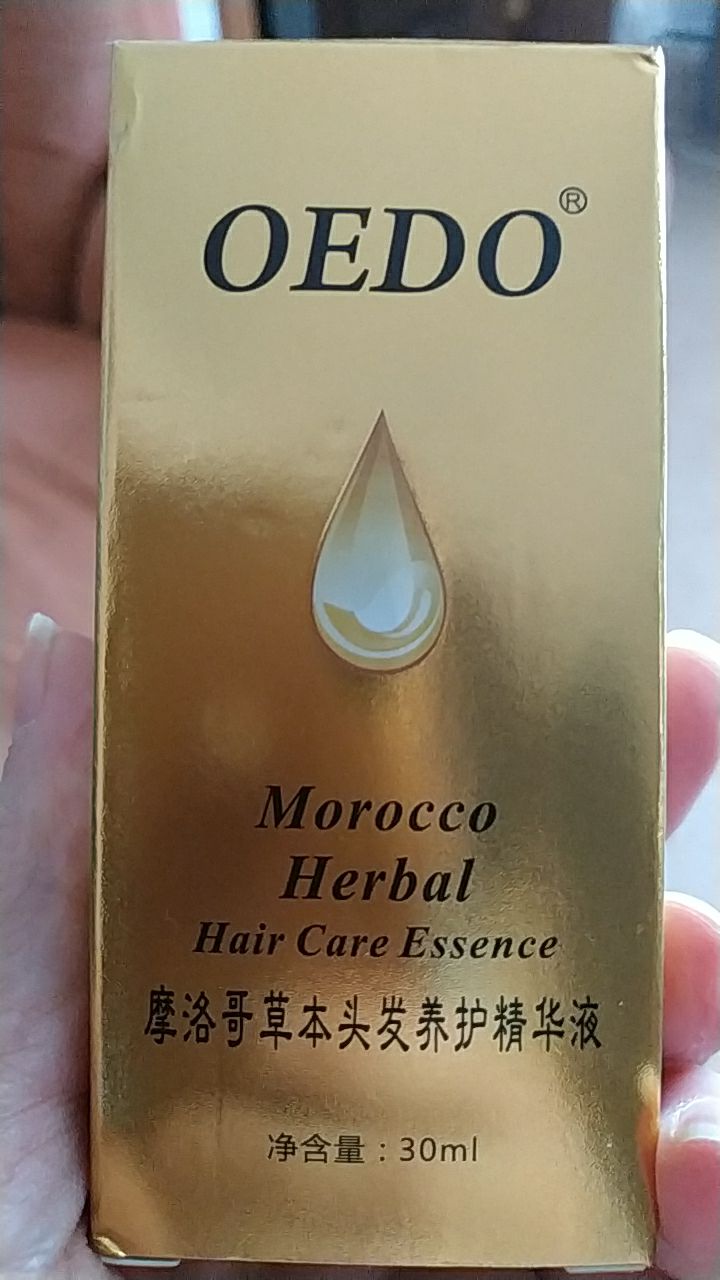 OEDO®
Morocco
Herbal
Hair Care Essence
摩洛哥草本头发养护精华液
净含量：30ml